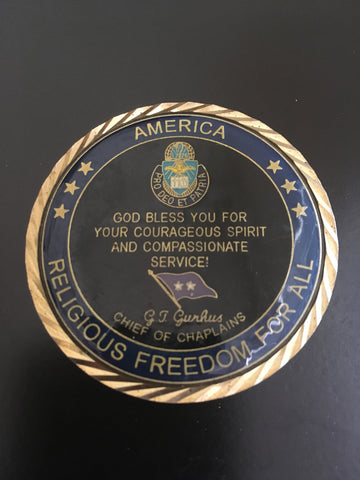 AMERICA
PRO DEO ET PATRIA
GOD BLESS YOU FOR
YOUR COURAGEOUS SPIRIT
AND COMPASSIONATE
SERVICE!
G.T. Gunhus
CHIEF OF CHAPLAINS
RELIGIOUS FREEDOM FOR ALL